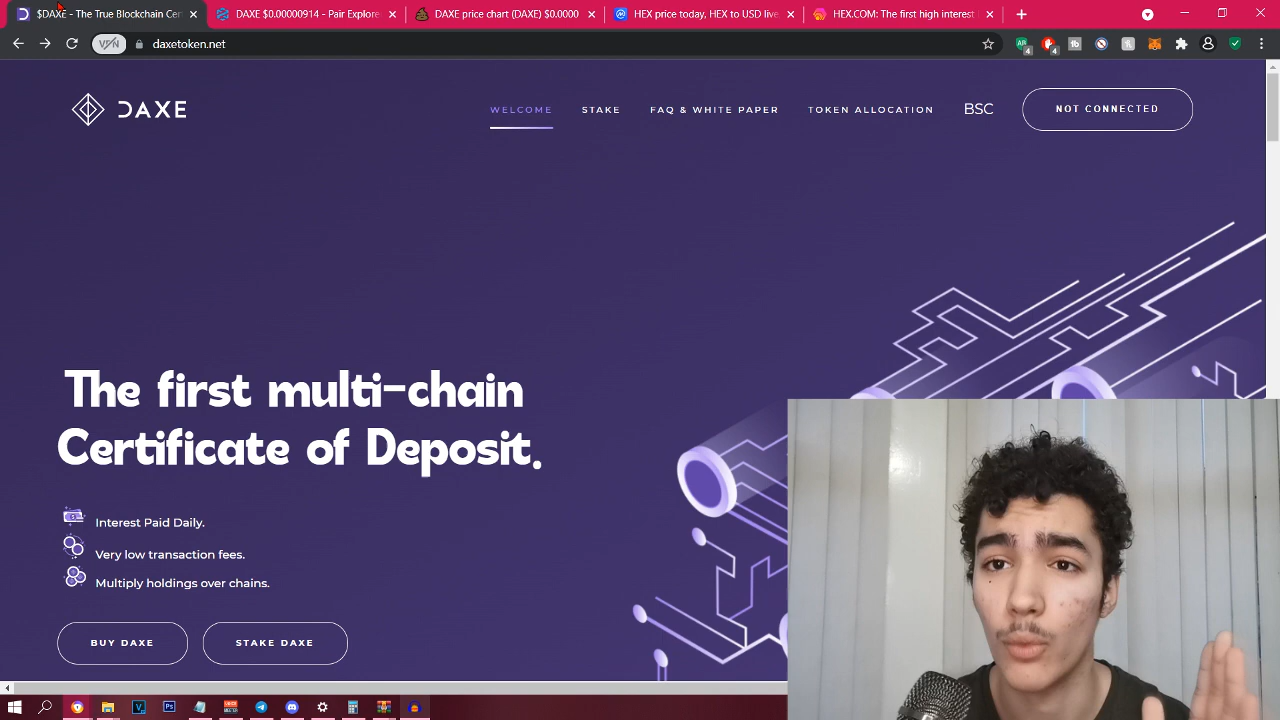 $DAXE - The True Blockchain Cer
DAXE $0.00000914 - Pair Explore
DAXE price chart (DAXE) $0.0000
HEX price today, HEX to USD live
HEX.COM: The first high interest
VPN
daxetoken.net
4
4
DAXE
WELCOME
STAKE
FAQ & WHITE PAPER
TOKEN ALLOCATION
BSC
NOT CONNECTED
The first multi-chain
Certificate of Deposit.
Interest Paid Daily.
Very low transaction fees.
Multiply holdings over chains.
BUY DAXE
STAKE DAXE